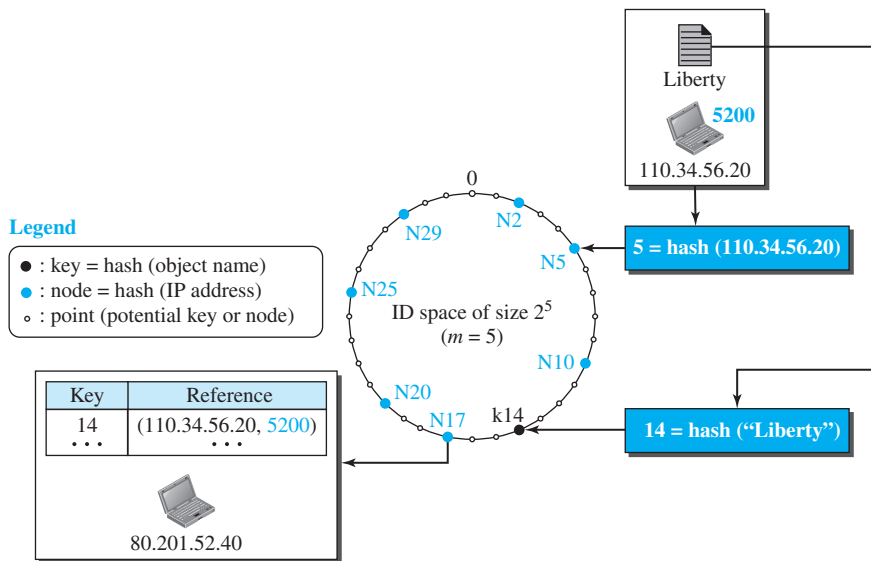 Liberty
5200
110.34.56.20
5 = hash (110.34.56.20)
0
N2
N5
N29
N25
N10
N20
N17
k14
ID space of size 2⁵
(m = 5)
Legend
: key = hash (object name)
: node = hash (IP address)
: point (potential key or node)
14 = hash (“Liberty”)
Key Reference
14 (110.34.56.20, 5200)
• • • • • •
80.201.52.40